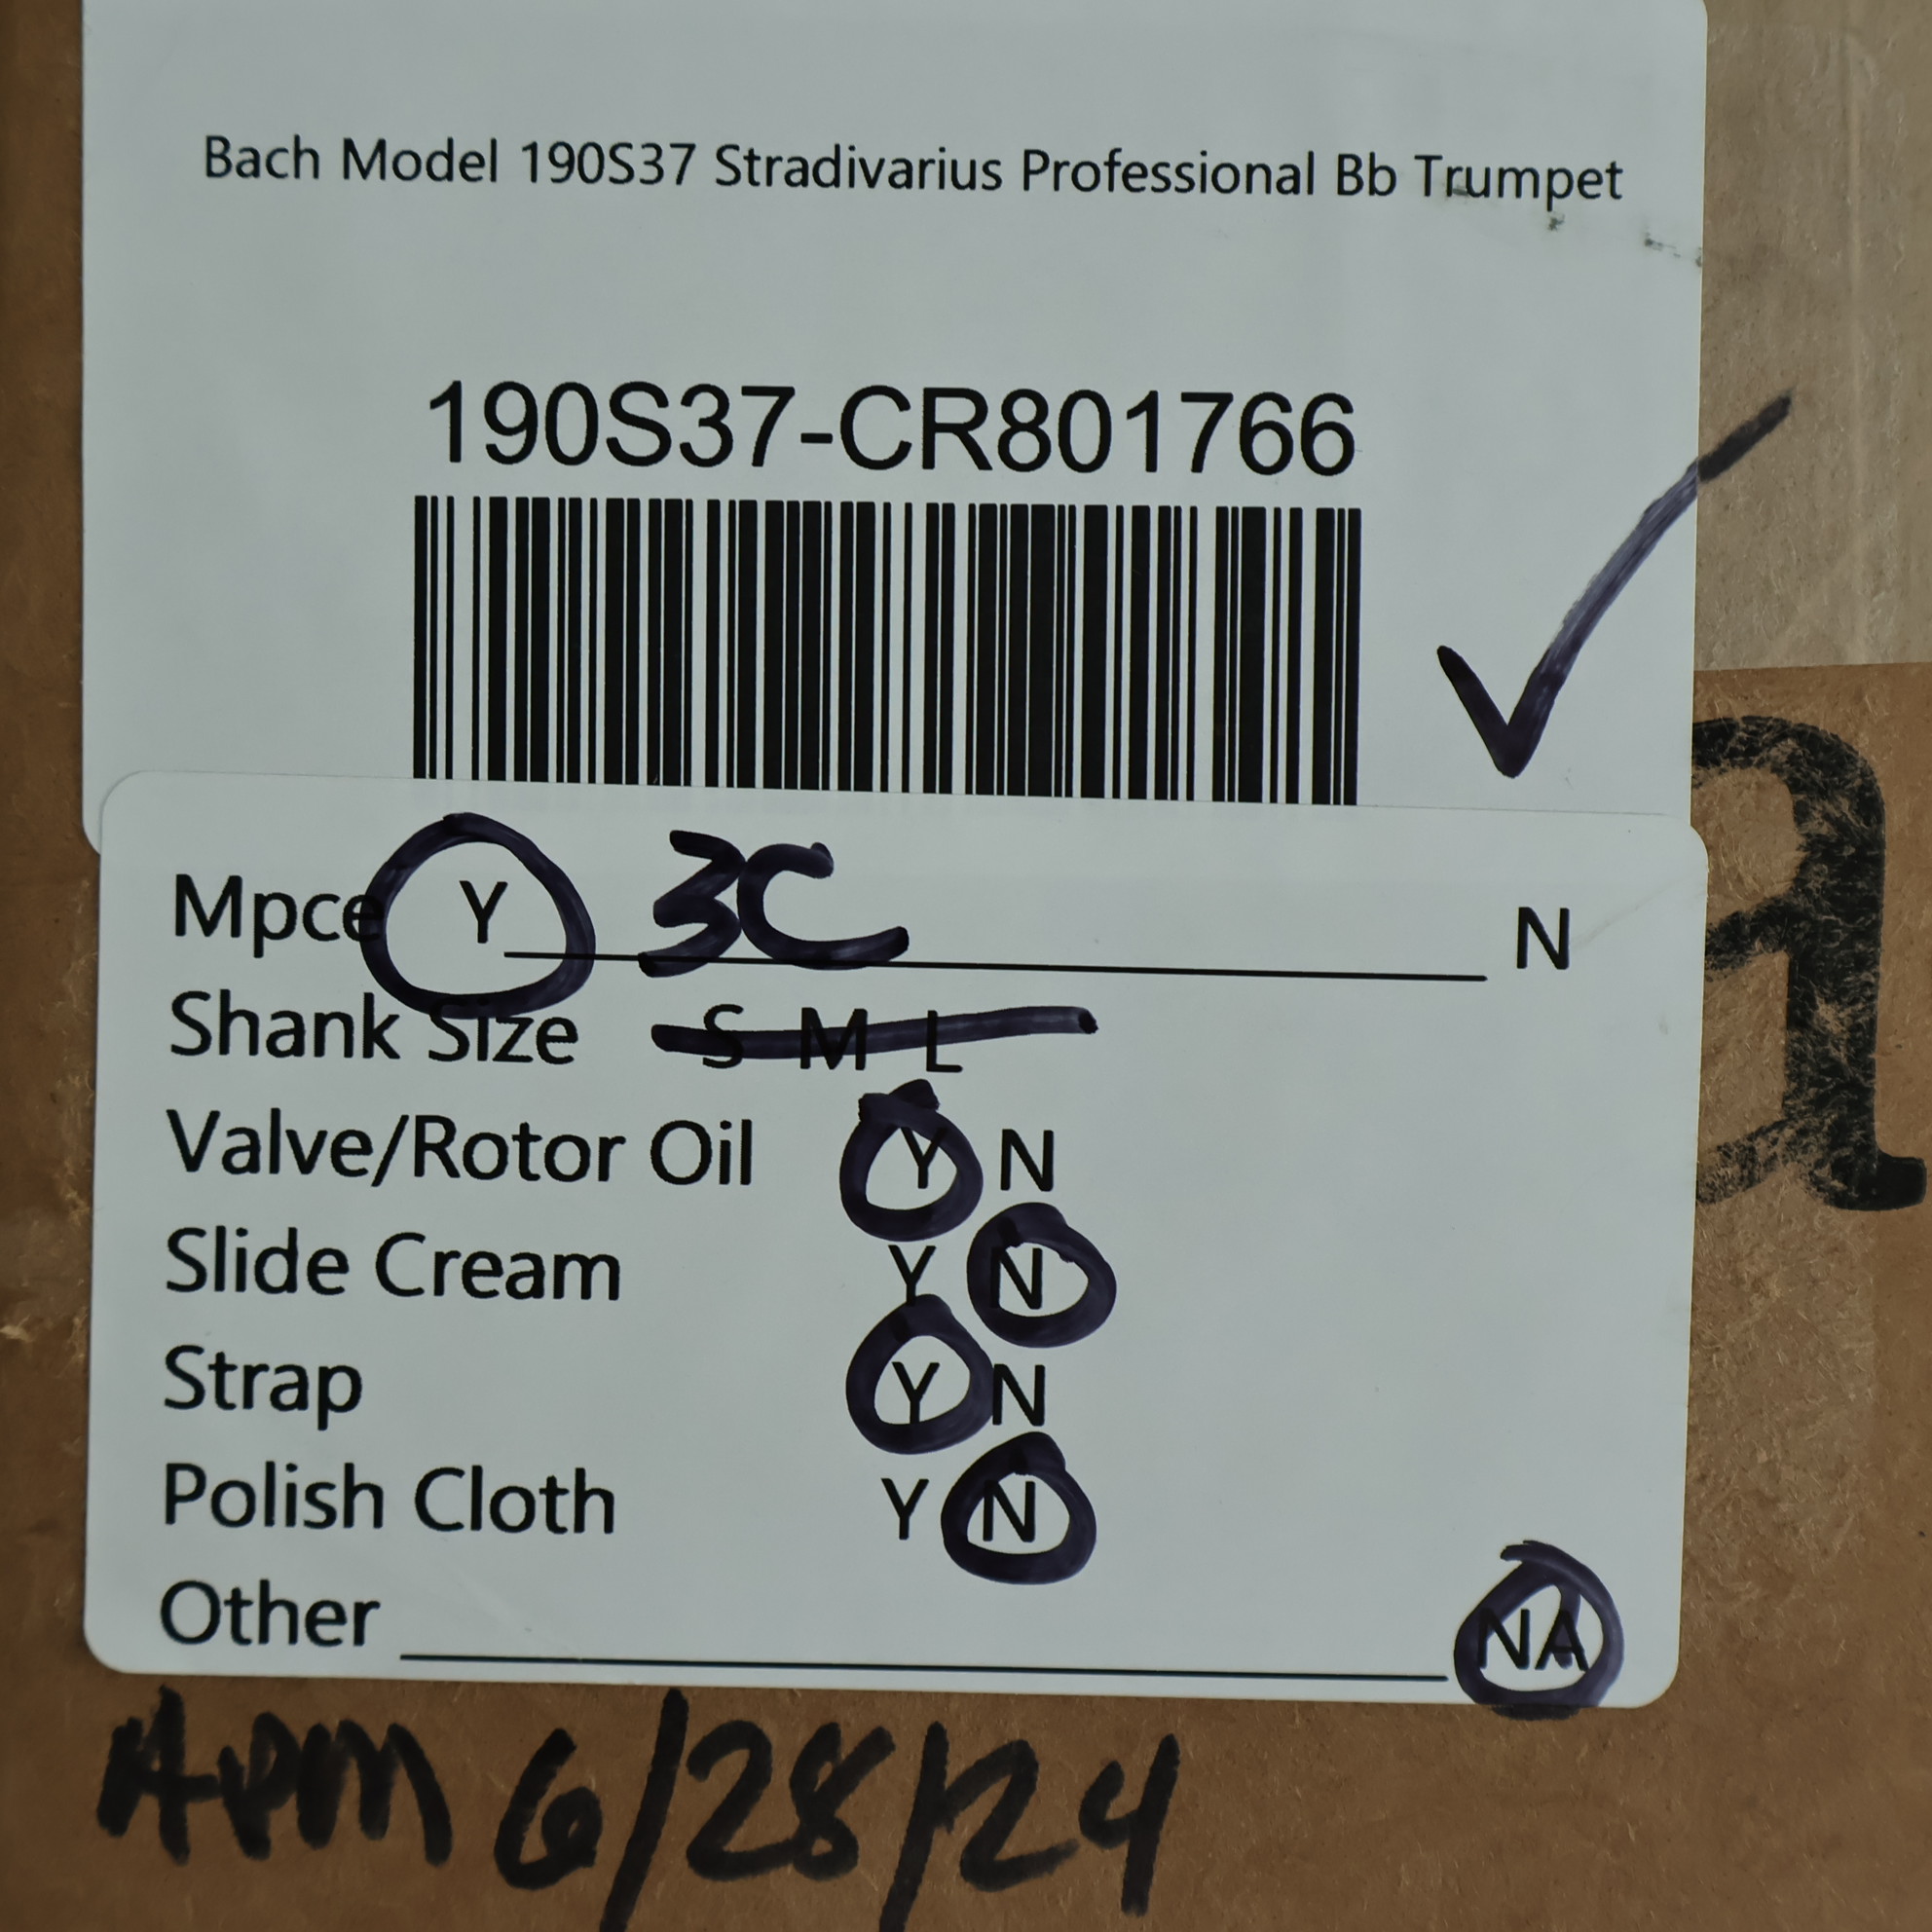 Bach Model 190S37 Stradivarius Professional Bb Trumpet
190S37-CR801766
Mpce Y 3C N
Shank Size S M L
Valve/Rotor Oil Y N
Slide Cream Y N
Strap Y N
Polish Cloth Y N
Other NA
6/28/24